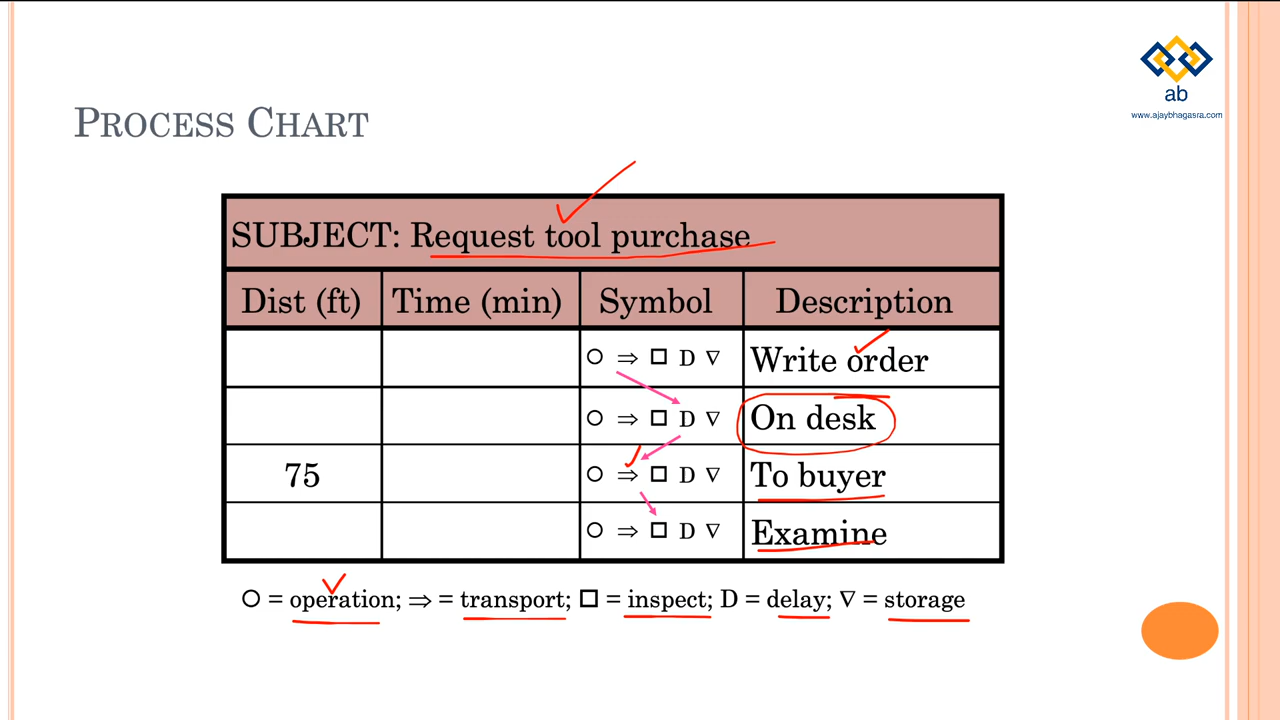 ab
www.ajaybhagasra.com
PROCESS CHART
SUBJECT: Request tool purchase
Dist (ft) Time (min) Symbol Description
○ ⇒ □ D ∇ Write order
○ ⇒ □ D ∇ On desk
75 ○ ⇒ □ D ∇ To buyer
○ ⇒ □ D ∇ Examine
○ = operation; ⇒ = transport; □ = inspect; D = delay; ∇ = storage